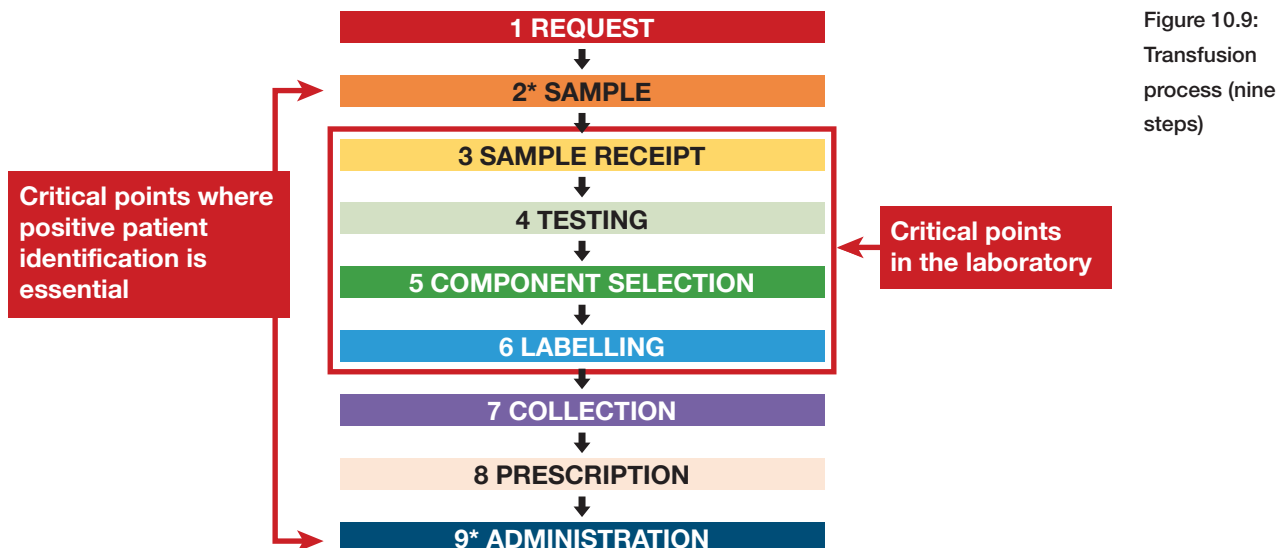 1 REQUEST
2* SAMPLE
3 SAMPLE RECEIPT
4 TESTING
5 COMPONENT SELECTION
6 LABELLING
7 COLLECTION
8 PRESCRIPTION
9* ADMINISTRATION
Critical points where
positive patient
identification is
essential
Critical points
in the laboratory
Figure 10.9:
Transfusion
process (nine
steps)